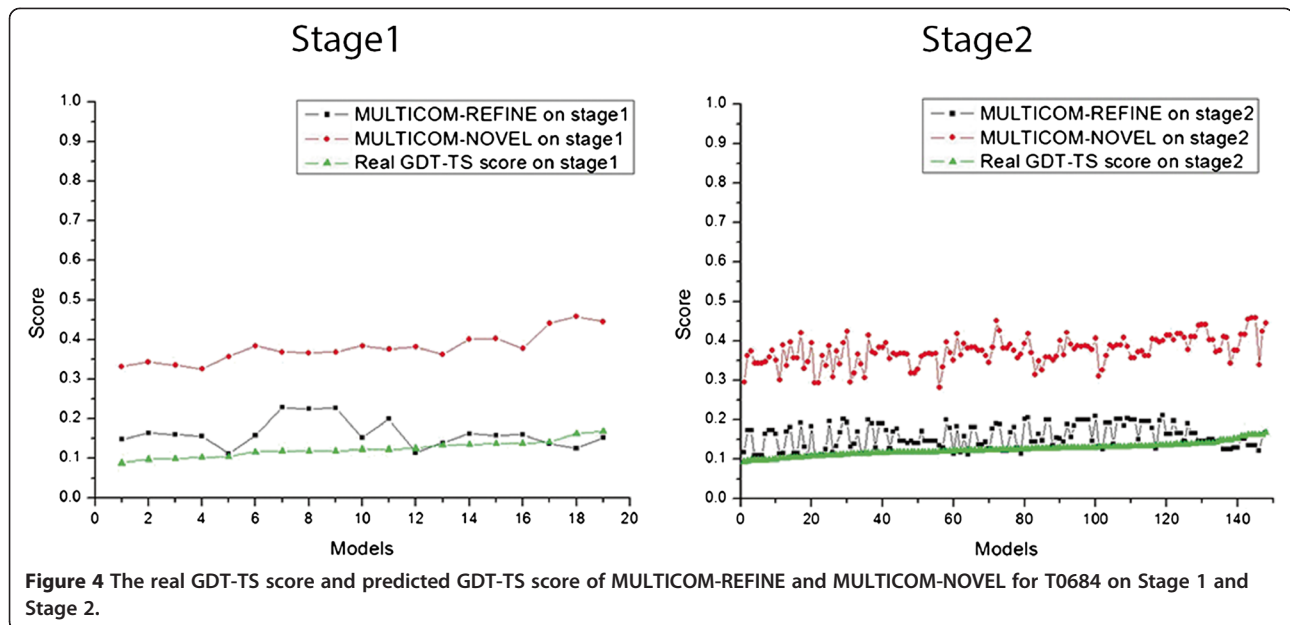 Stage1
Stage2
1.0
0.9
0.8
0.7
0.6
0.5
0.4
0.3
0.2
0.1
0.0
Score
MULTICOM-REFINE on stage1
MULTICOM-NOVEL on stage1
Real GDT-TS score on stage1
0 2 4 6 8 10 12 14 16 18 20
Models
1.0
0.9
0.8
0.7
0.6
0.5
0.4
0.3
0.2
0.1
0.0
Score
MULTICOM-REFINE on stage2
MULTICOM-NOVEL on stage2
Real GDT-TS score on stage2
0 20 40 60 80 100 120 140
Models
Figure 4 The real GDT-TS score and predicted GDT-TS score of MULTICOM-REFINE and MULTICOM-NOVEL for T0684 on Stage 1 and
Stage 2.